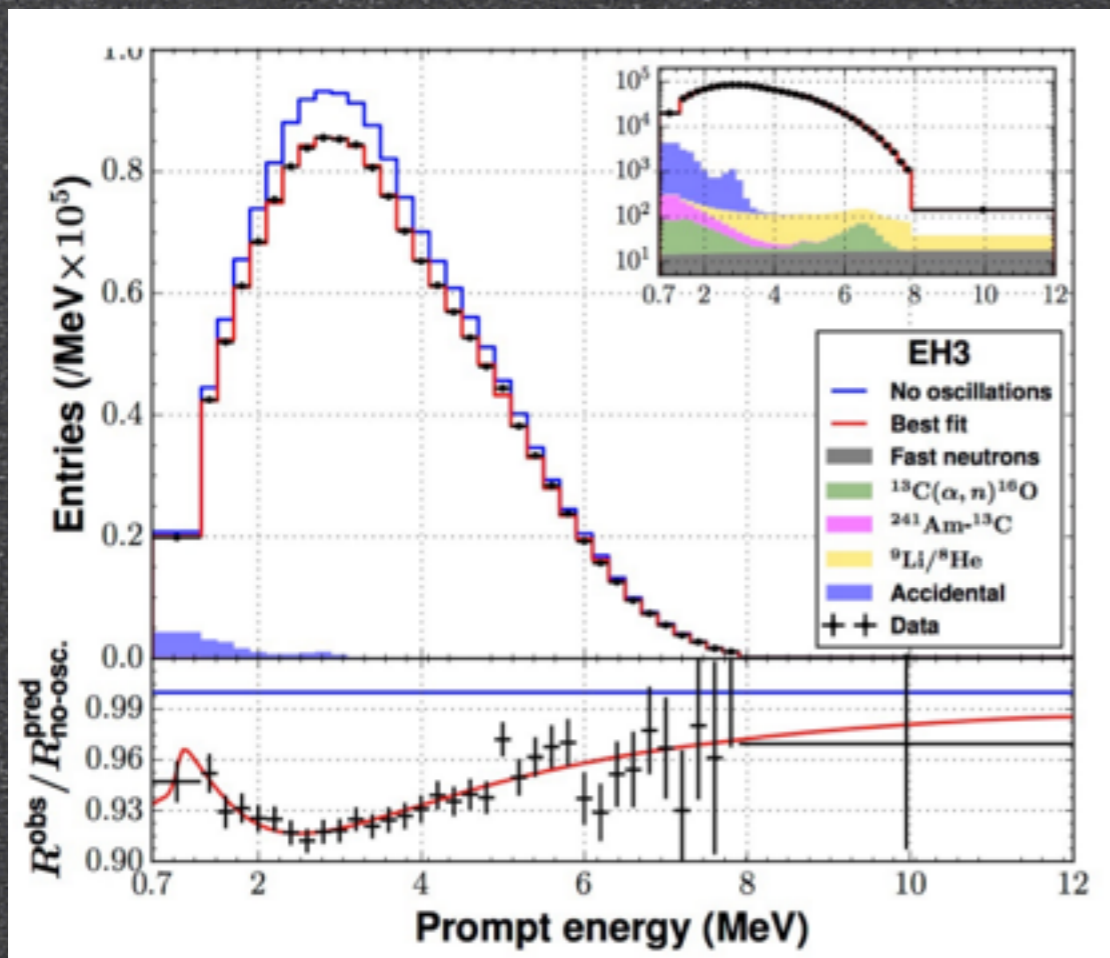 1.0
0.8
0.6
0.4
0.2
0.0
Entries (/MeV × 10⁵)
10⁵
10⁴
10³
10²
10¹
0.7 2 4 6 8 10 12
EH3
No oscillations
Best fit
Fast neutrons
¹³C(α, n)¹⁶O
²⁴¹Am-¹³C
⁹Li/⁸He
Accidental
Data
0.99
0.96
0.93
0.90
R^obs / R^pred_no-osc.
0.7 2 4 6 8 10 12
Prompt energy (MeV)